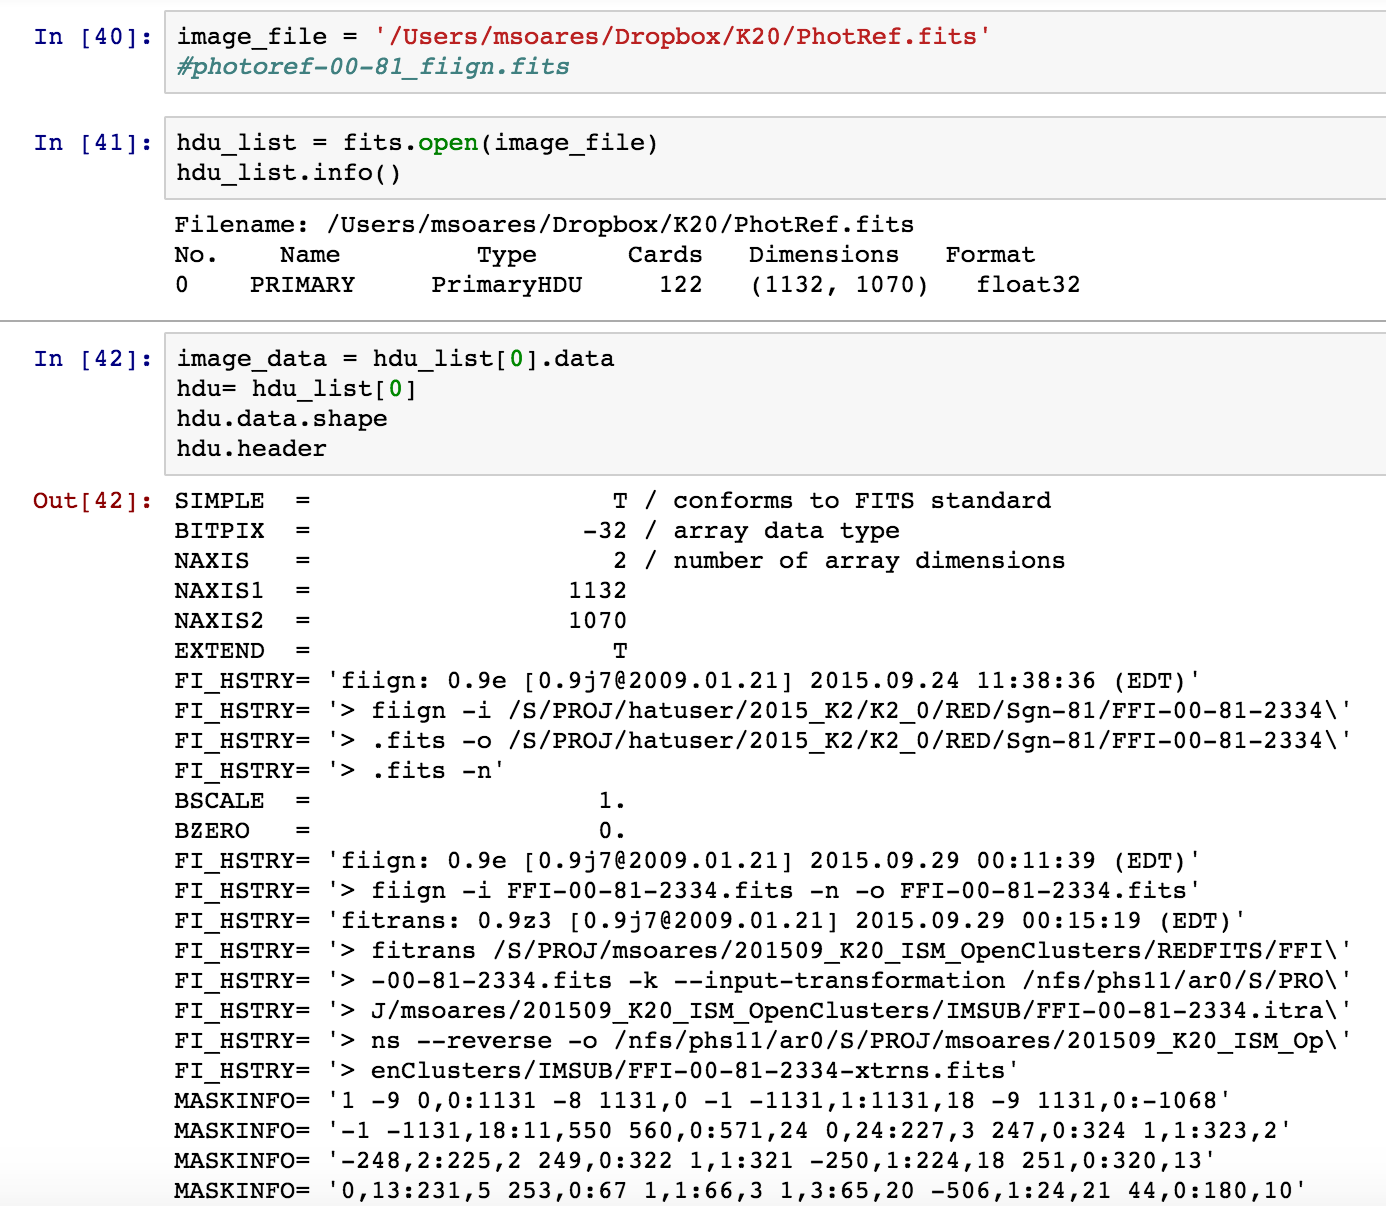 In [40]: image_file = '/Users/msoares/Dropbox/K20/PhotRef.fits'
#photoref-00-81_fiign.fits
In [41]: hdu_list = fits.open(image_file)
hdu_list.info()
Filename: /Users/msoares/Dropbox/K20/PhotRef.fits
No.    Name         Type      Cards   Dimensions   Format
0    PRIMARY     PrimaryHDU     122   (1132, 1070)   float32
In [42]: image_data = hdu_list[0].data
hdu= hdu_list[0]
hdu.data.shape
hdu.header
Out[42]: SIMPLE  =                    T / conforms to FITS standard
BITPIX  =                  -32 / array data type
NAXIS   =                    2 / number of array dimensions
NAXIS1  =                 1132
NAXIS2  =                 1070
EXTEND  =                    T
FI_HSTRY= 'fiign: 0.9e [0.9j7@2009.01.21] 2015.09.24 11:38:36 (EDT)'
FI_HSTRY= '> fiign -i /S/PROJ/hatuser/2015_K2/K2_0/RED/Sgn-81/FFI-00-81-2334\'
FI_HSTRY= '> .fits -o /S/PROJ/hatuser/2015_K2/K2_0/RED/Sgn-81/FFI-00-81-2334\'
FI_HSTRY= '> .fits -n'
BSCALE  =                   1.
BZERO   =                   0.
FI_HSTRY= 'fiign: 0.9e [0.9j7@2009.01.21] 2015.09.29 00:11:39 (EDT)'
FI_HSTRY= '> fiign -i FFI-00-81-2334.fits -n -o FFI-00-81-2334.fits'
FI_HSTRY= 'fitrans: 0.9z3 [0.9j7@2009.01.21] 2015.09.29 00:15:19 (EDT)'
FI_HSTRY= '> fitrans /S/PROJ/msoares/201509_K20_ISM_OpenClusters/REDFITS/FFI\'
FI_HSTRY= '> -00-81-2334.fits -k --input-transformation /nfs/phs11/ar0/S/PRO\'
FI_HSTRY= '> J/msoares/201509_K20_ISM_OpenClusters/IMSUB/FFI-00-81-2334.itra\'
FI_HSTRY= '> ns --reverse -o /nfs/phs11/ar0/S/PROJ/msoares/201509_K20_ISM_Op\'
FI_HSTRY= '> enClusters/IMSUB/FFI-00-81-2334-xtrns.fits'
MASKINFO= '1 -9 0,0:1131 -8 1131,0 -1 -1131,1:1131,18 -9 1131,0:-1068'
MASKINFO= '-1 -1131,18:11,550 560,0:571,24 0,24:227,3 247,0:324 1,1:323,2'
MASKINFO= '-248,2:225,2 249,0:322 1,1:321 -250,1:224,18 251,0:320,13'
MASKINFO= '0,13:231,5 253,0:67 1,1:66,3 1,3:65,20 -506,1:24,21 44,0:180,10'